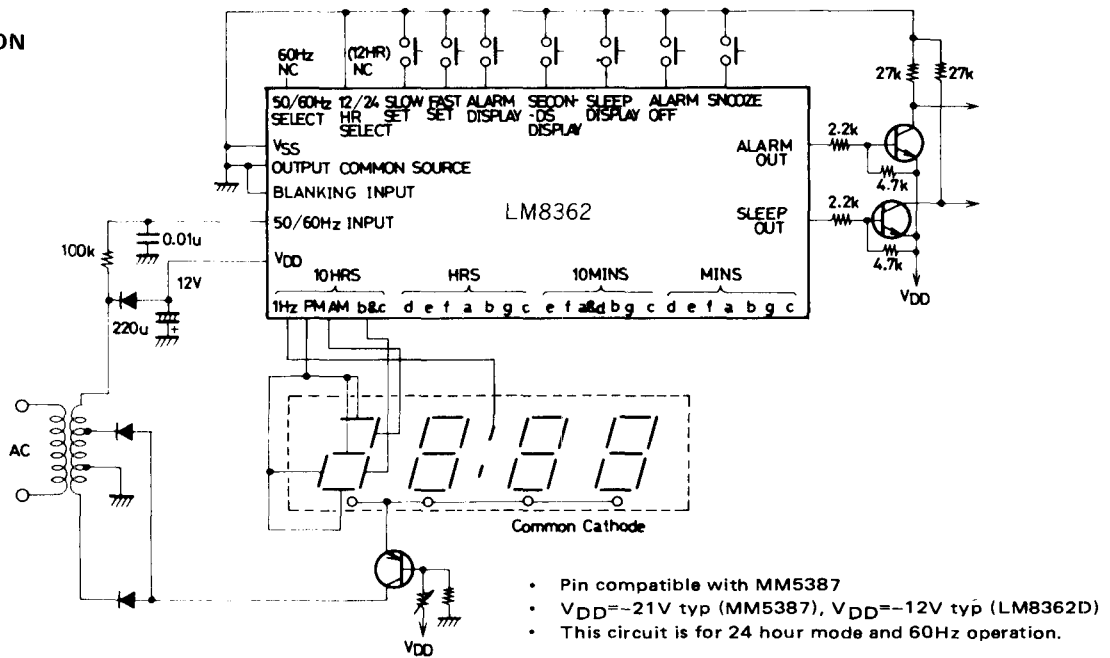 ON
60Hz
NC
(12HR)
NC
50/60Hz
SELECT
12/24
HR
SELECT
SLOW
SET
FAST
SET
ALARM
DISPLAY
SECON-
-DS
DISPLAY
SLEEP
DISPLAY
ALARM
OFF
SNOOZE
27k
27k
VSS
OUTPUT COMMON SOURCE
BLANKING INPUT
50/60Hz INPUT
VDD
LM8362
ALARM
OUT
SLEEP
OUT
2.2k
4.7k
2.2k
4.7k
VDD
100k
0.01u
12V
220u
+
10HRS
HRS
10MINS
MINS
1Hz PM AM b&c d e f a b g c e f a&d b g c d e f a b g c
AC
Common Cathode
VDD
• Pin compatible with MM5387
• VDD=-21V typ (MM5387), VDD=-12V typ (LM8362D)
• This circuit is for 24 hour mode and 60Hz operation.